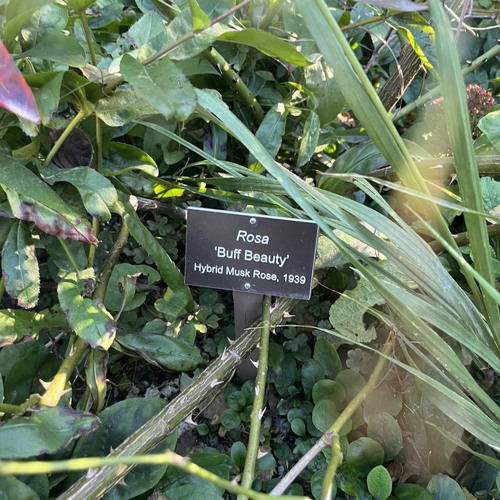 Rosa
‘Buff Beauty’
Hybrid Musk Rose, 1939